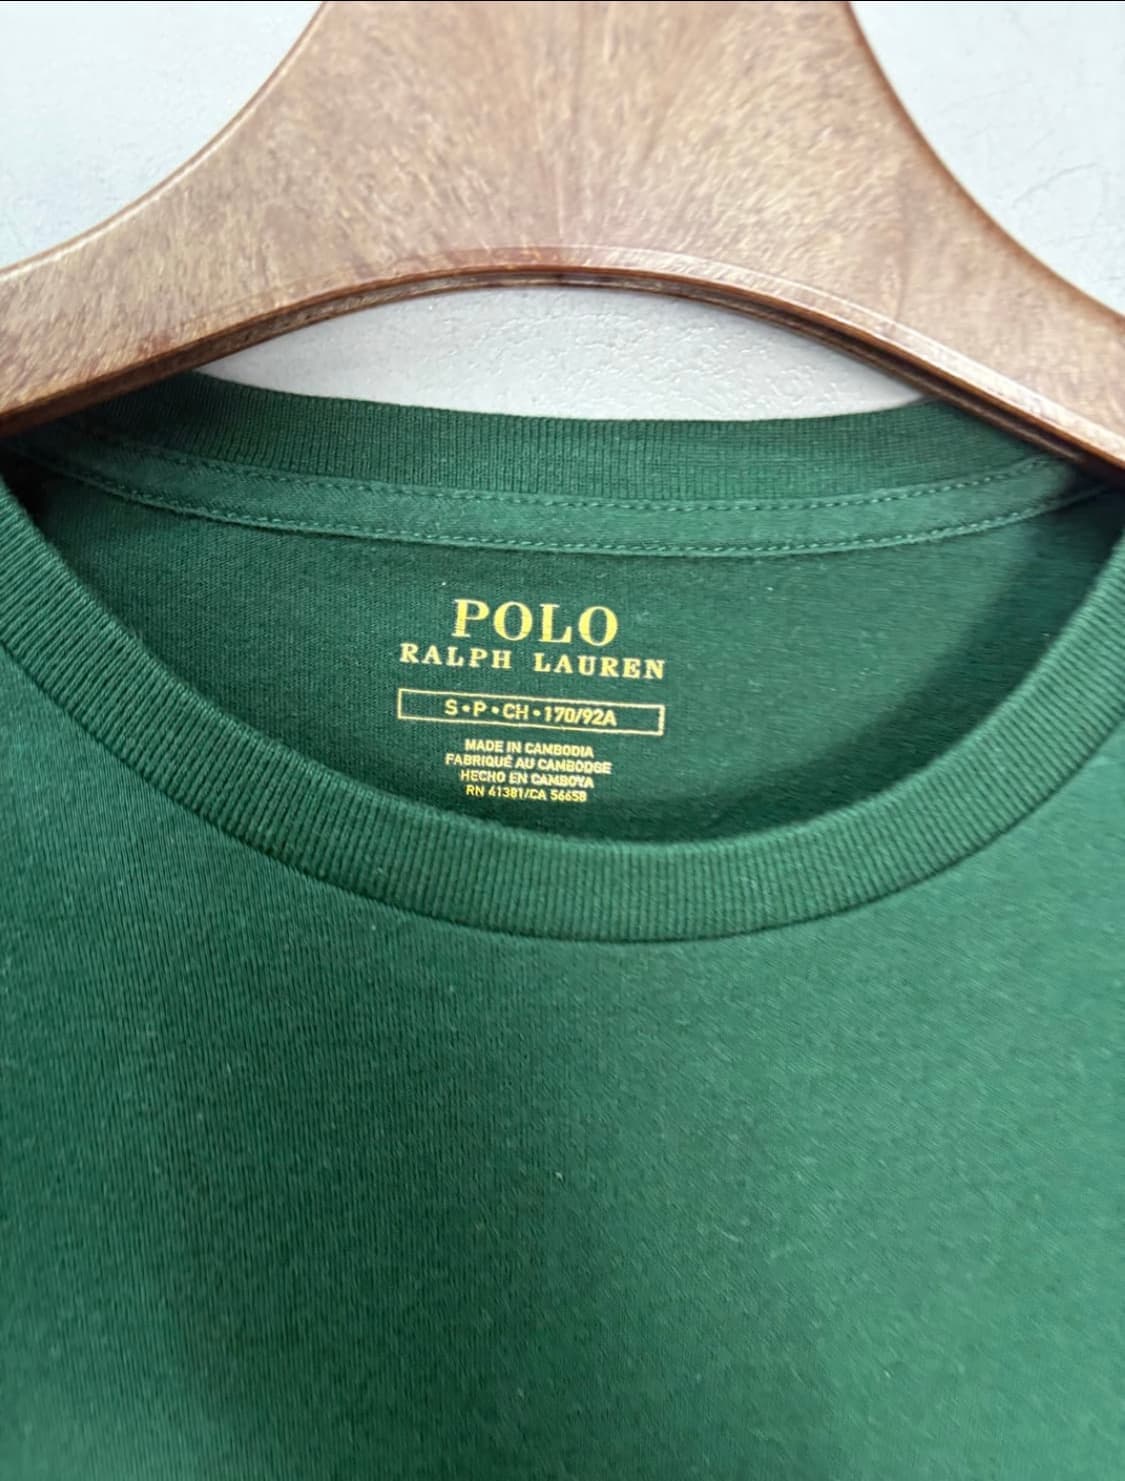 POLO
RALPH LAUREN
S•P•CH•170/92A
MADE IN CAMBODIA
FABRIQUÉ AU CAMBODGE
HECHO EN CAMBOYA
RN 41381/CA 56658